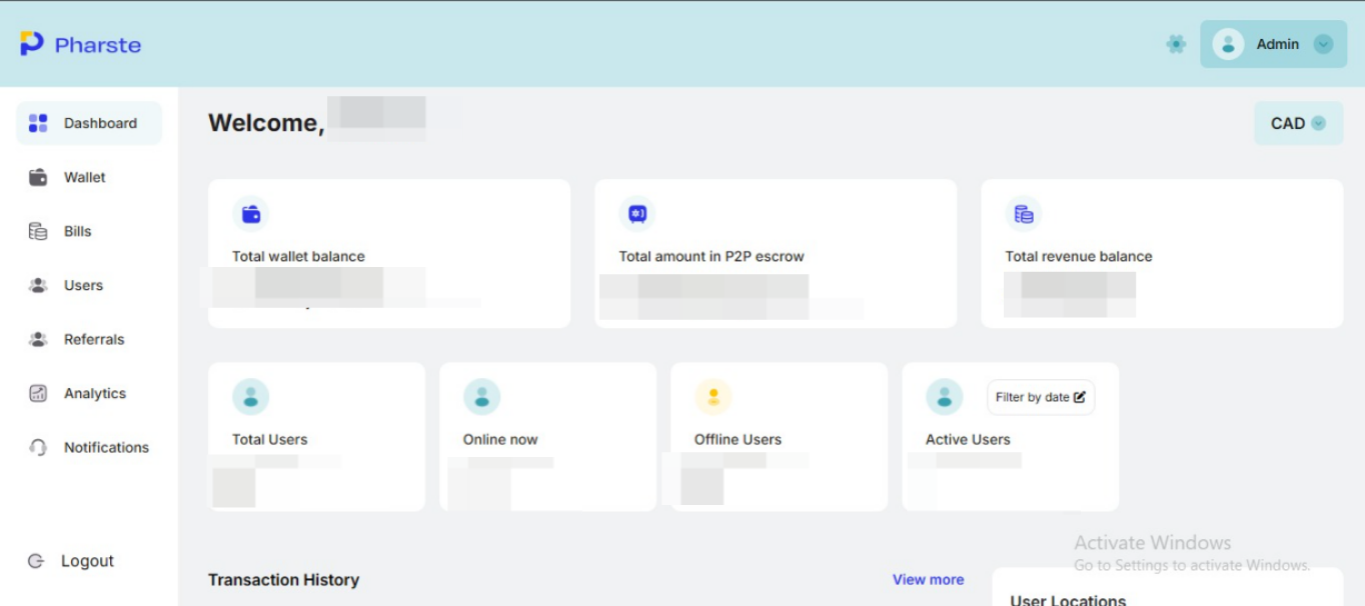 Pharste
Admin
Dashboard
Wallet
Bills
Users
Referrals
Analytics
Notifications
Logout
Welcome,
CAD
Total wallet balance
Total amount in P2P escrow
Total revenue balance
Total Users
Online now
Offline Users
Active Users
Filter by date
Transaction History
View more
Activate Windows
Go to Settings to activate Windows.
User Locations